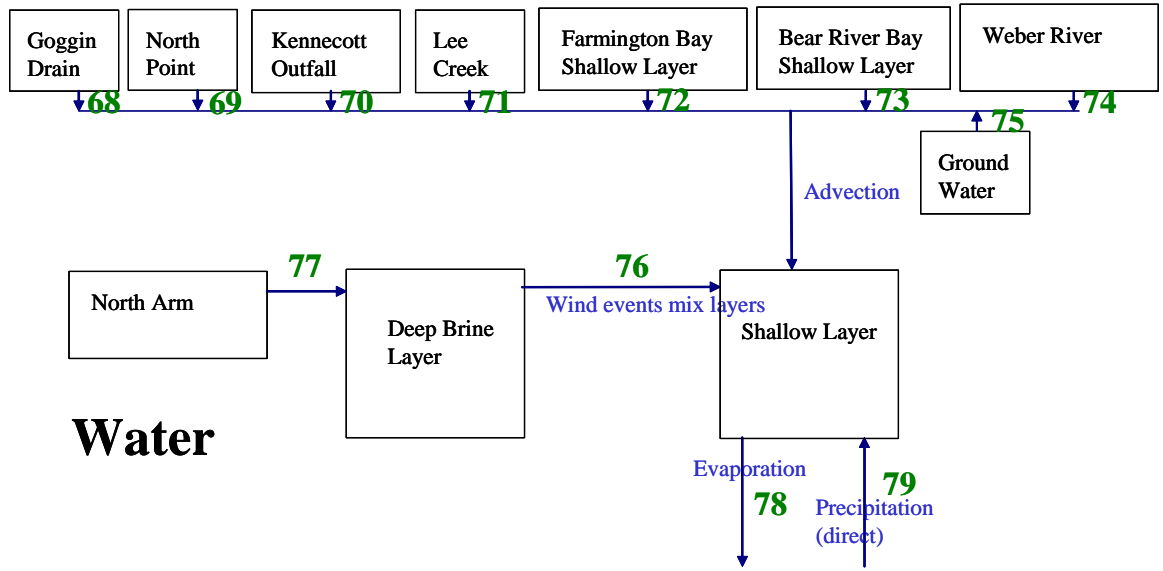 Goggin
Drain
North
Point
Kennecott
Outfall
Lee
Creek
Farmington Bay
Shallow Layer
Bear River Bay
Shallow Layer
Weber River
68
69
70
71
72
73
74
75
Ground
Water
Advection
77
76
North Arm
Wind events mix layers
Deep Brine
Layer
Shallow Layer
Water
Evaporation
78
79
Precipitation
(direct)